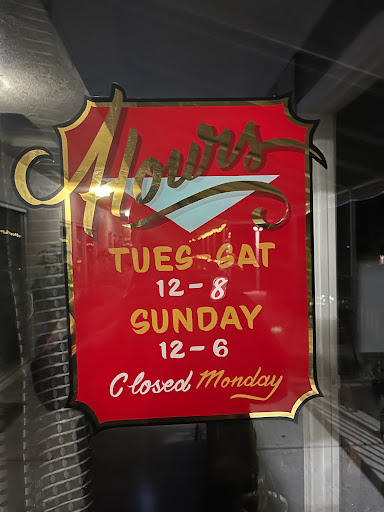 Hours
TUES-SAT
12-8
SUNDAY
12-6
Closed Monday